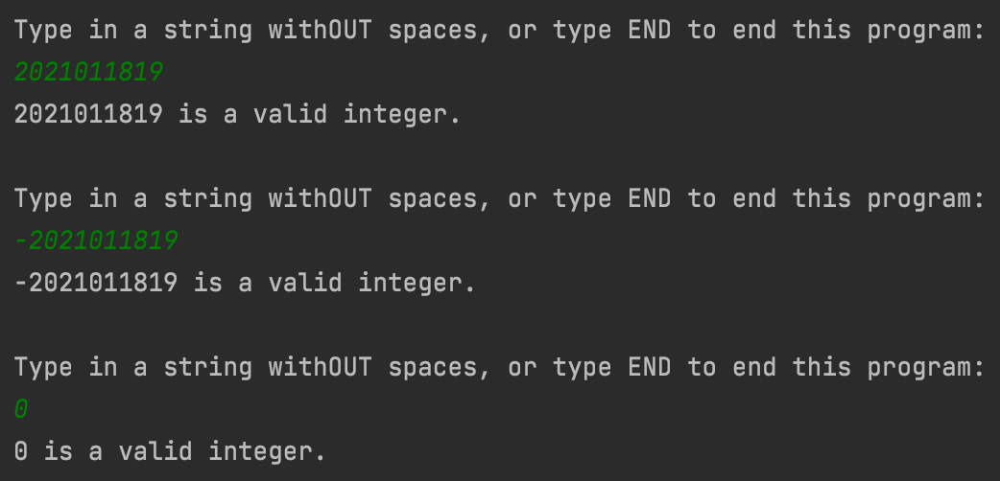 Type in a string withOUT spaces, or type END to end this program:
2021011819
2021011819 is a valid integer.
Type in a string withOUT spaces, or type END to end this program:
-2021011819
-2021011819 is a valid integer.
Type in a string withOUT spaces, or type END to end this program:
0
0 is a valid integer.